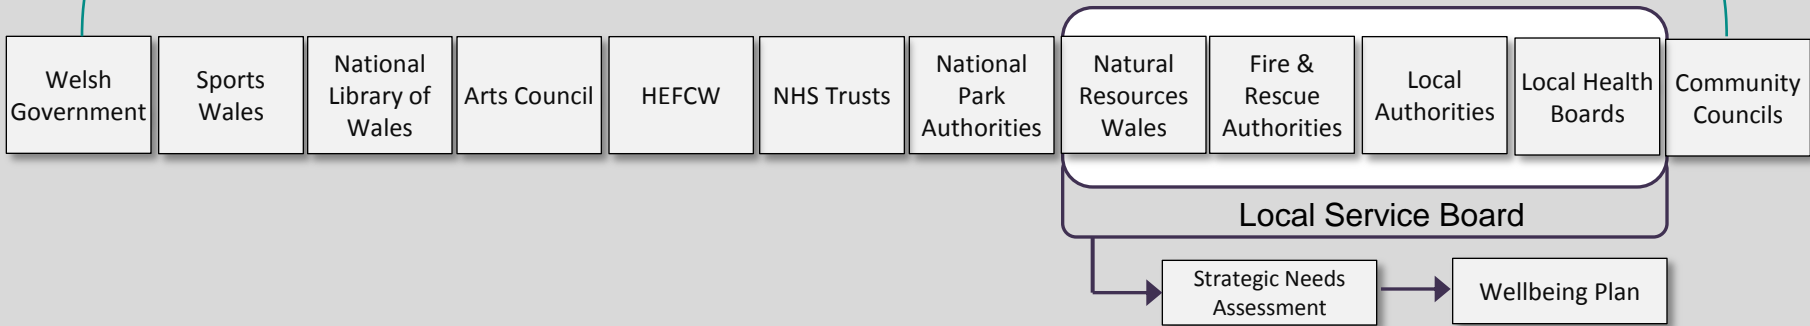 Welsh
Government
Sports
Wales
National
Library of
Wales
Arts Council
HEFCW
NHS Trusts
National
Park
Authorities
Natural
Resources
Wales
Fire &
Rescue
Authorities
Local
Authorities
Local Health
Boards
Community
Councils
Local Service Board
Strategic Needs
Assessment
Wellbeing Plan